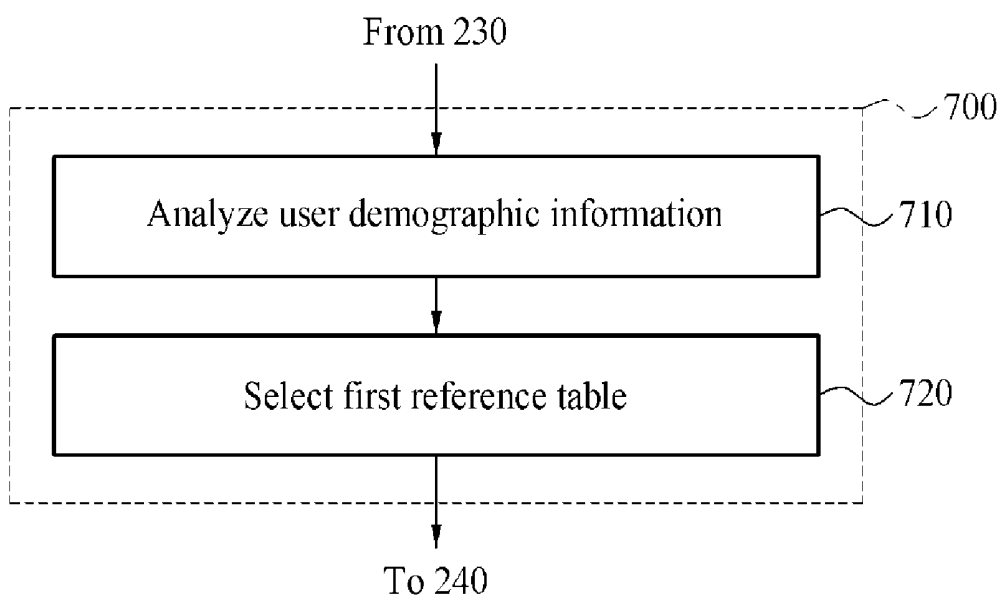 From 230
700
Analyze user demographic information
710
Select first reference table
720
To 240